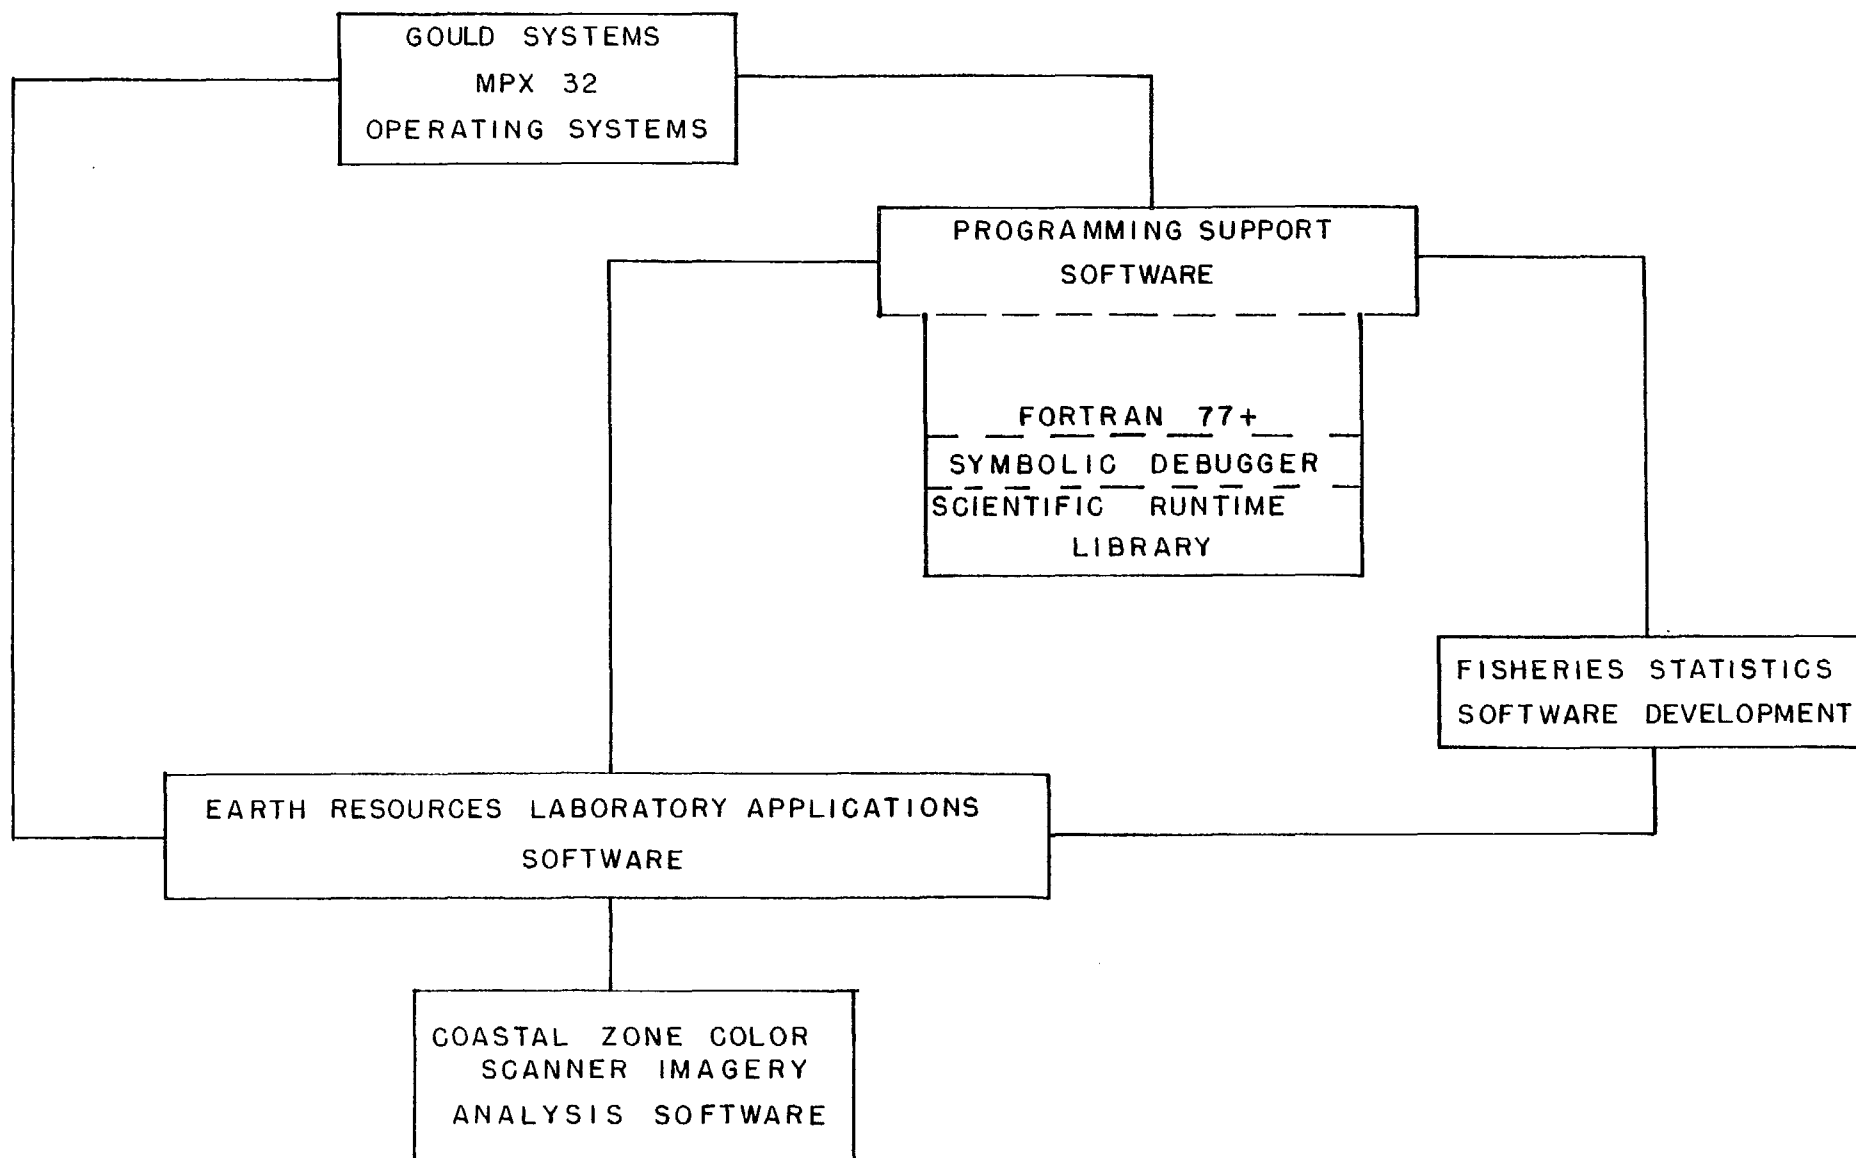 GOULD SYSTEMS
MPX 32
OPERATING SYSTEMS
PROGRAMMING SUPPORT
SOFTWARE
FORTRAN 77+
SYMBOLIC DEBUGGER
SCIENTIFIC RUNTIME
LIBRARY
FISHERIES STATISTICS
SOFTWARE DEVELOPMENT
EARTH RESOURCES LABORATORY APPLICATIONS
SOFTWARE
COASTAL ZONE COLOR
SCANNER IMAGERY
ANALYSIS SOFTWARE